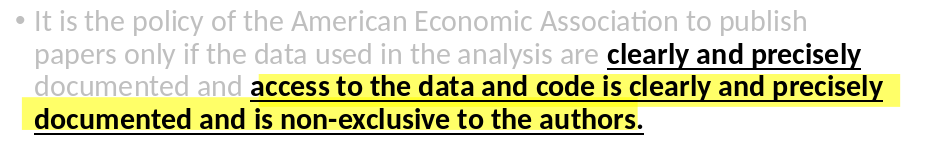 • It is the policy of the American Economic Association to publish
papers only if the data used in the analysis are clearly and precisely
documented and access to the data and code is clearly and precisely
documented and is non-exclusive to the authors.